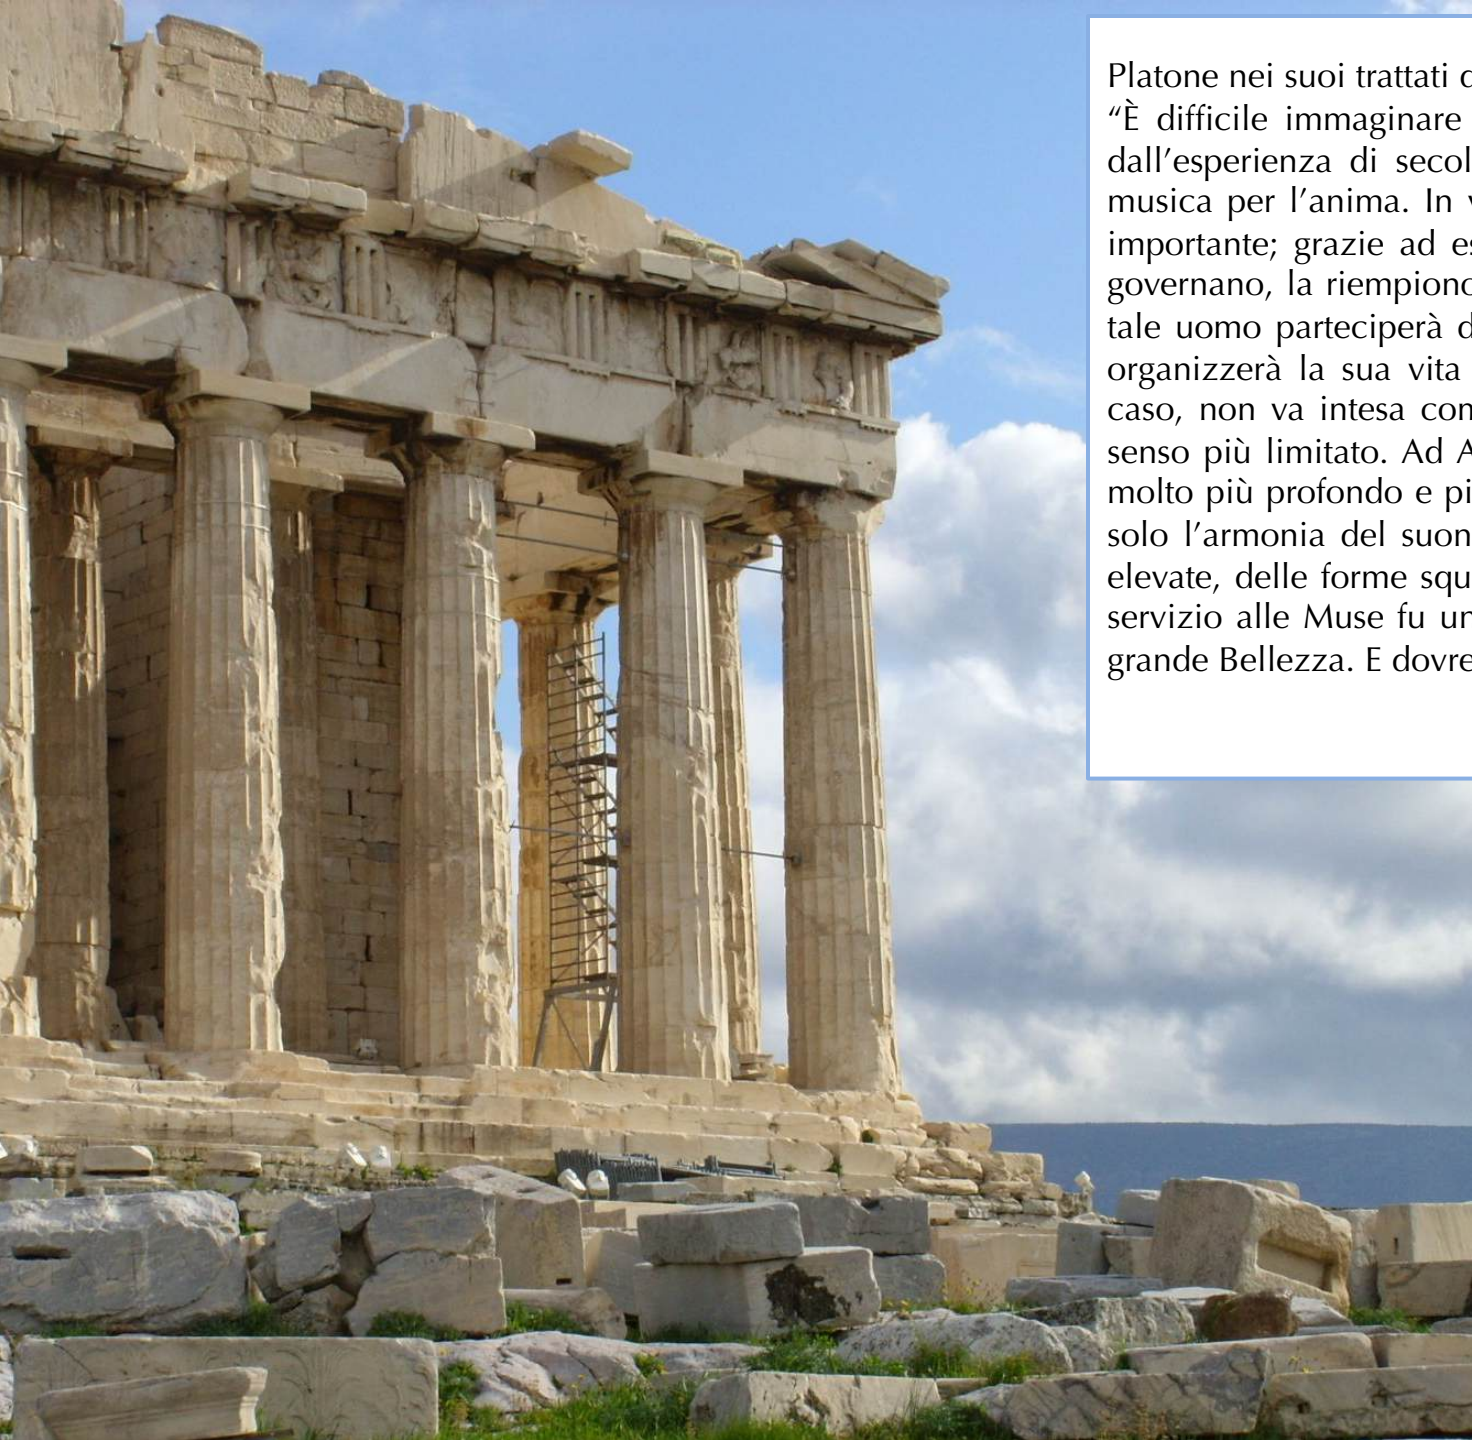 Platone nei suoi trattati
“È difficile immaginare
dall’esperienza di secol
musica per l’anima. In
importante; grazie ad es
governano, la riempiono
tale uomo parteciperà d
organizzerà la sua vita
caso, non va intesa com
senso più limitato. Ad A
molto più profondo e pi
solo l’armonia del suon
elevate, delle forme squ
servizio alle Muse fu un
grande Bellezza. E dovre